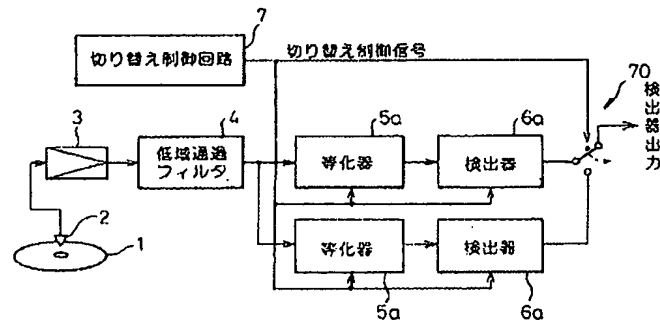 7
切り替え制御回路
切り替え制御信号
70
検出器出力
3
4
低域通過
フィルタ
5a
等化器
6a
検出器
2
1
等化器
5a
検出器
6a